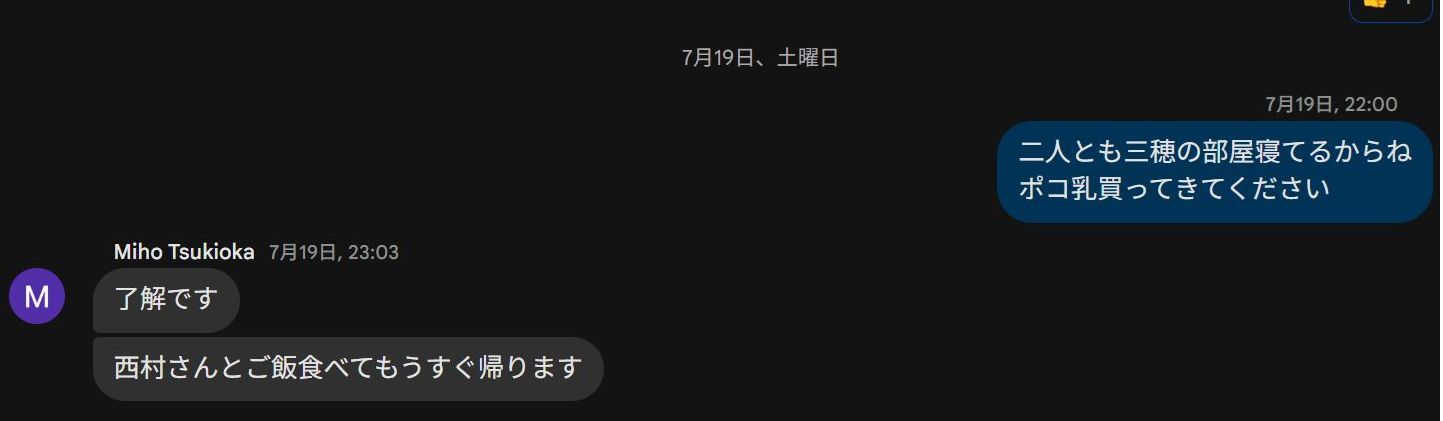 7月19日、土曜日
7月19日, 22:00
二人とも三穂の部屋寝てるからね
ポコ乳買ってきてください
Miho Tsukioka 7月19日, 23:03
M
了解です
西村さんとご飯食べてもうすぐ帰ります